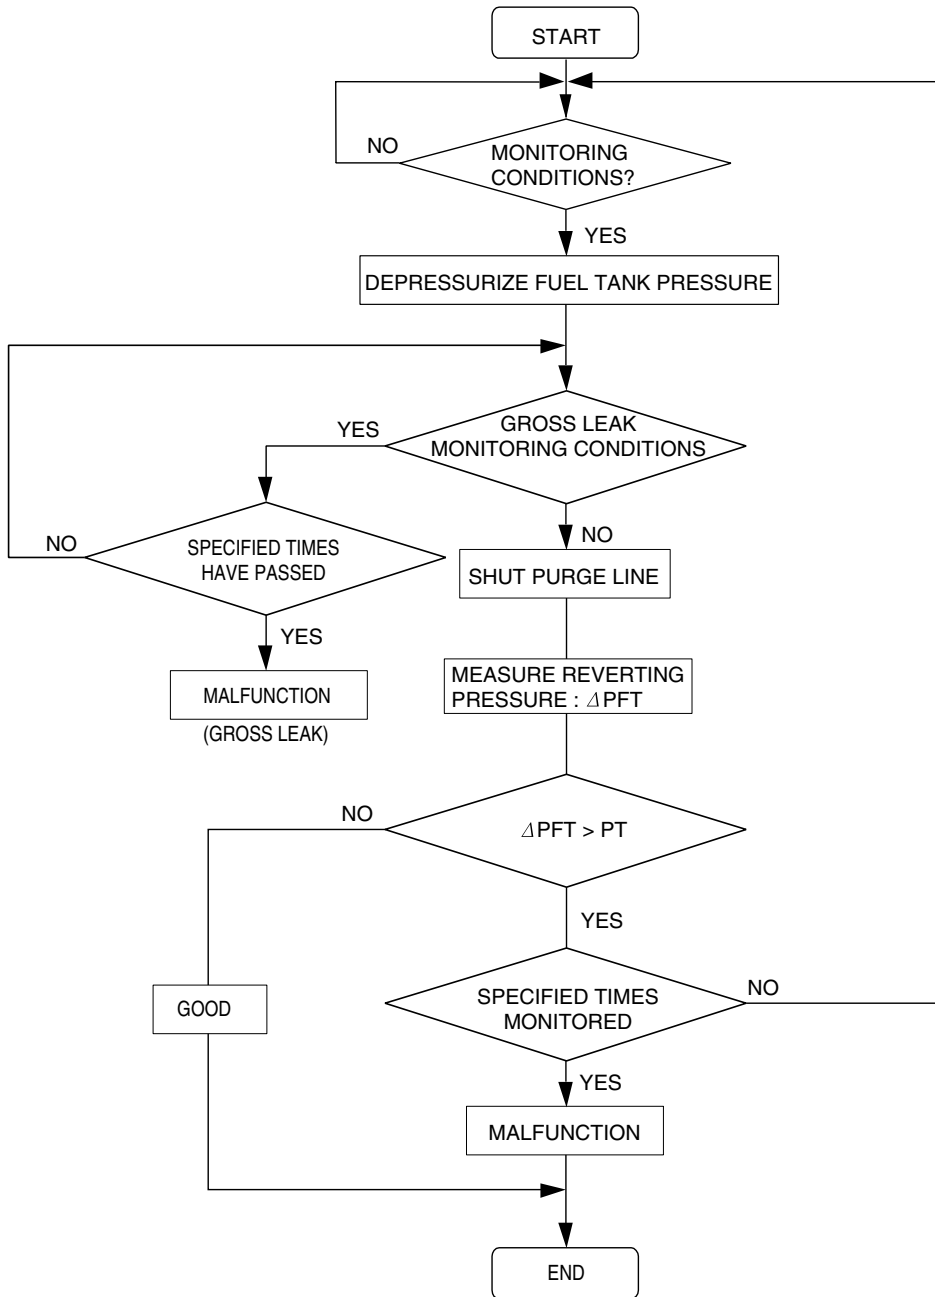 START
NO
MONITORING
CONDITIONS?
YES
DEPRESSURIZE FUEL TANK PRESSURE
YES
GROSS LEAK
MONITORING CONDITIONS
NO
SPECIFIED TIMES
HAVE PASSED
NO
SHUT PURGE LINE
YES
MALFUNCTION
(GROSS LEAK)
MEASURE REVERTING
PRESSURE : ΔPFT
NO
ΔPFT > PT
YES
GOOD
SPECIFIED TIMES
MONITORED
NO
YES
MALFUNCTION
END